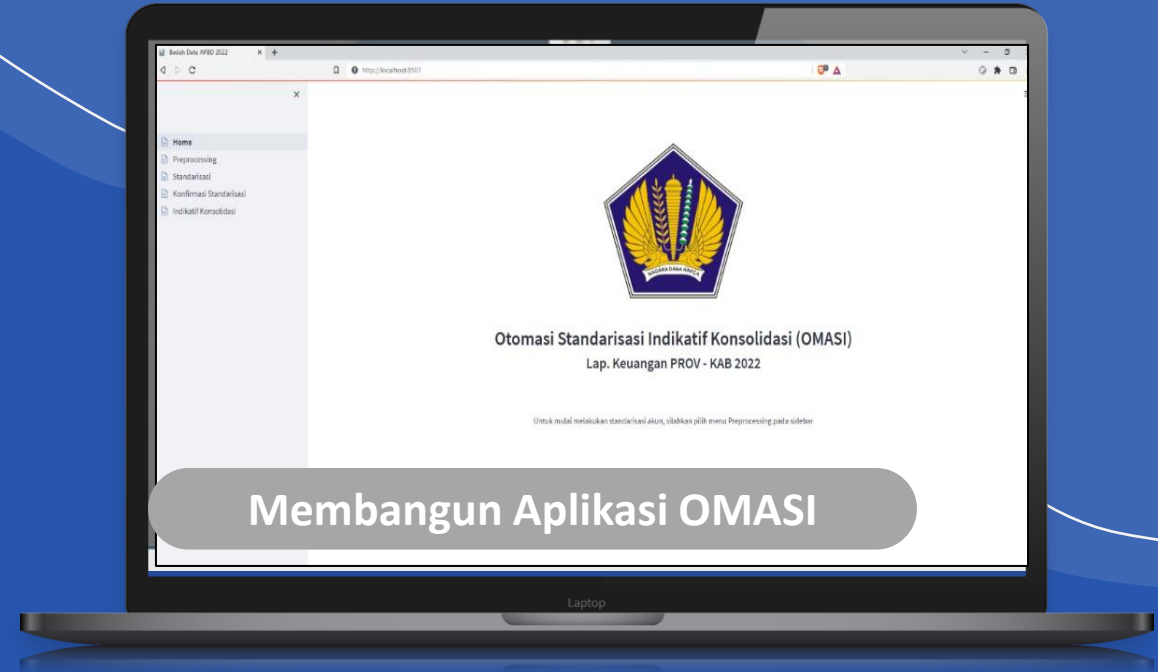 Bedah Data APBD 2022
http://localhost:8501
Home
Preprocessing
Standarisasi
Konfirmasi Standarisasi
Indikatif Konsolidasi
NAGARA DANA RAKÇA
Otomasi Standarisasi Indikatif Konsolidasi (OMASI)
Lap. Keuangan PROV - KAB 2022
Untuk mulai melakukan standarisasi akun, silahkan pilih menu Preprocessing pada sidebar
Membangun Aplikasi OMASI
Laptop